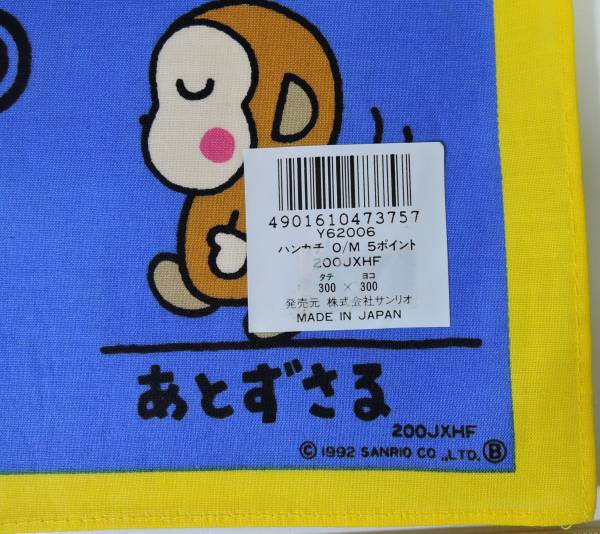 4901610473757
Y62006
ハンカチ O/M 5ポイント
200JXHF
タテ ヨコ
300 × 300
発売元 株式会社サンリオ
MADE IN JAPAN
あとずさる
200JXHF
© 1992 SANRIO CO.,LTD. Ⓑ